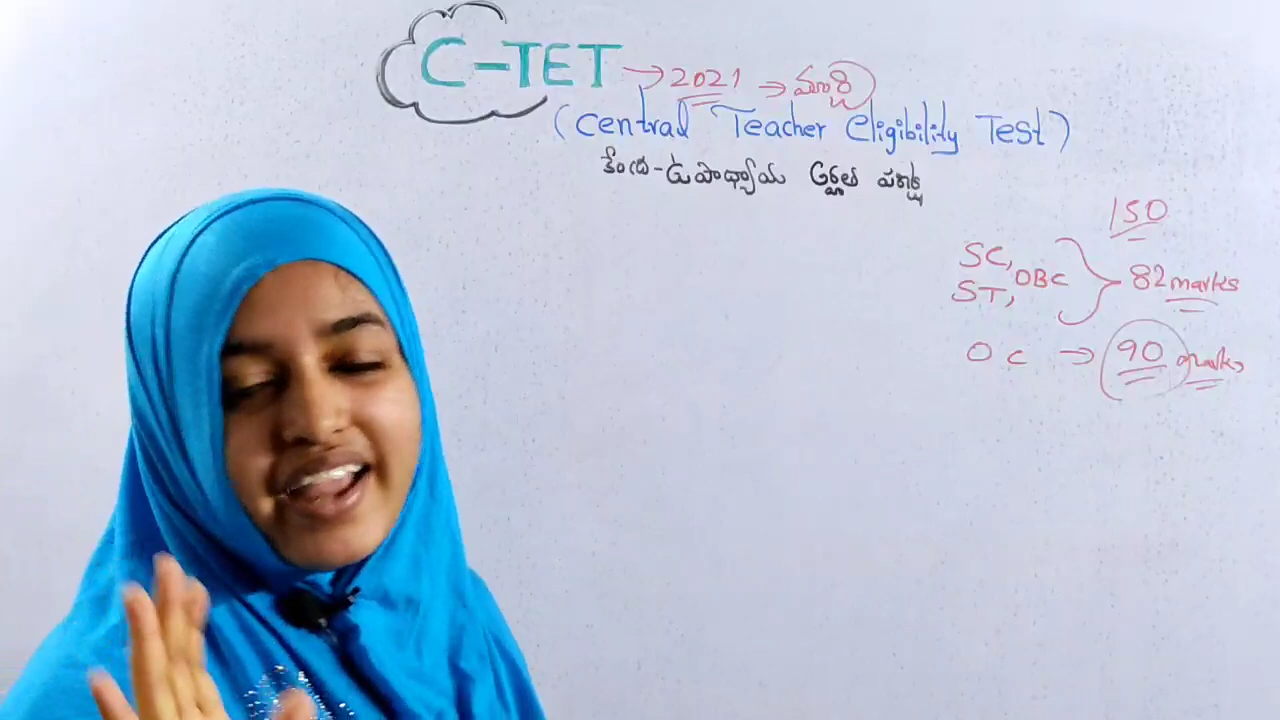 C-TET → 2021 → మార్చి
(Central Teacher Eligibility Test)
కేంద్ర-ఉపాధ్యాయ అర్హత పరీక్ష
150
SC, ST, OBC } 82 marks
OC → 90 marks